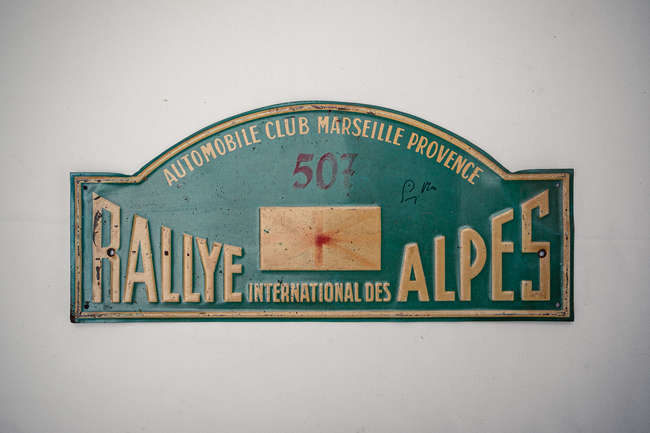 AUTOMOBILE CLUB MARSEILLE PROVENCE
507
RALLYE INTERNATIONAL DES ALPES